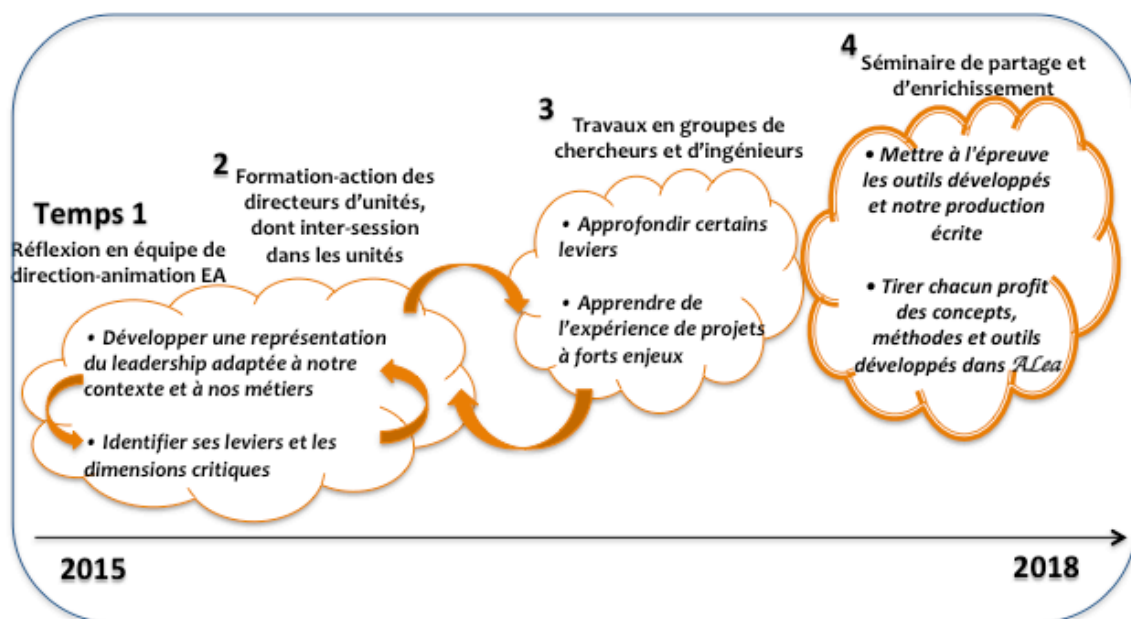 Temps 1
Réflexion en équipe de
direction-animation EA
2
Formation-action des
directeurs d'unités,
dont inter-session
dans les unités
• Développer une représentation
du leadership adaptée à notre
contexte et à nos métiers
• Identifier ses leviers et les
dimensions critiques
3
Travaux en groupes de
chercheurs et d'ingénieurs
• Approfondir certains
leviers
• Apprendre de
l'expérience de projets
à forts enjeux
4
Séminaire de partage et
d'enrichissement
• Mettre à l'épreuve
les outils développés
et notre production
écrite
• Tirer chacun profit
des concepts,
méthodes et outils
développés dans ALea
2015
2018